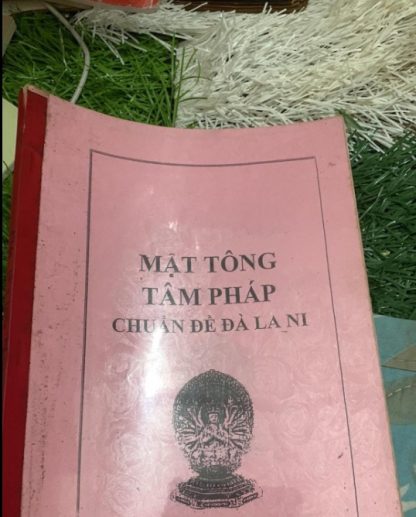 MẬT TÔNG
TÂM PHÁP
CHUẨN ĐỀ ĐÀ LA NI